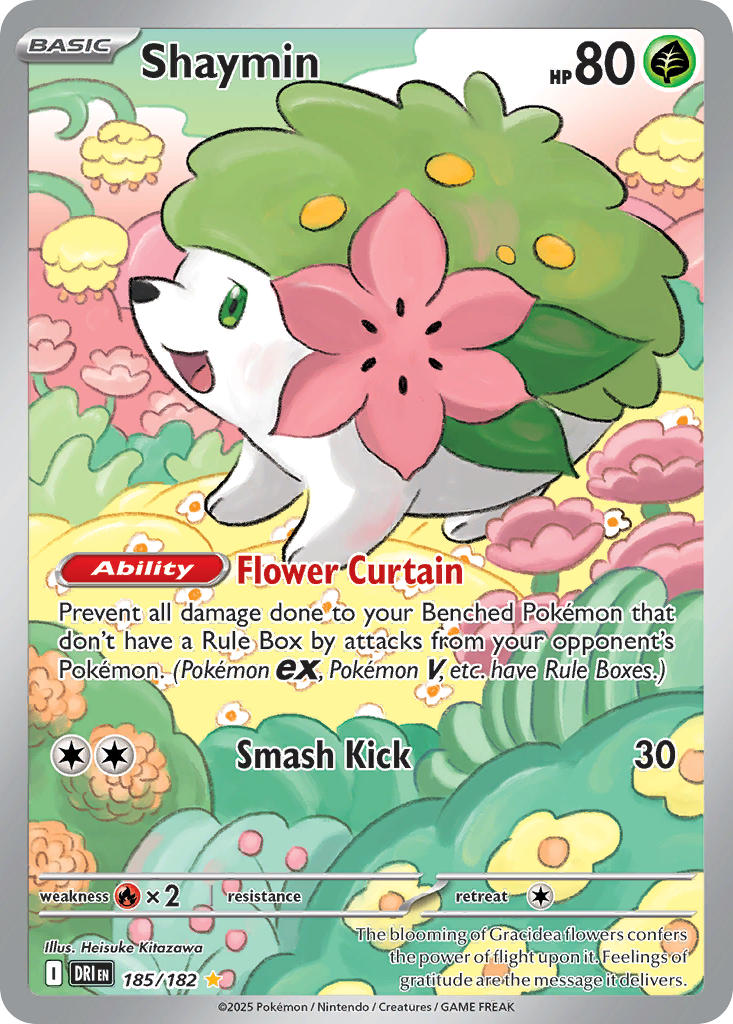 BASIC
Shaymin
HP 80
Ability Flower Curtain
Prevent all damage done to your Benched Pokémon that
don't have a Rule Box by attacks from your opponent's
Pokémon. (Pokémon ex, Pokémon V, etc. have Rule Boxes.)
Smash Kick 30
weakness ×2 resistance retreat
Illus. Heisuke Kitazawa
The blooming of Gracidea flowers confers
the power of flight upon it. Feelings of
gratitude are the message it delivers.
I DRI EN 185/182
©2025 Pokémon / Nintendo / Creatures / GAME FREAK